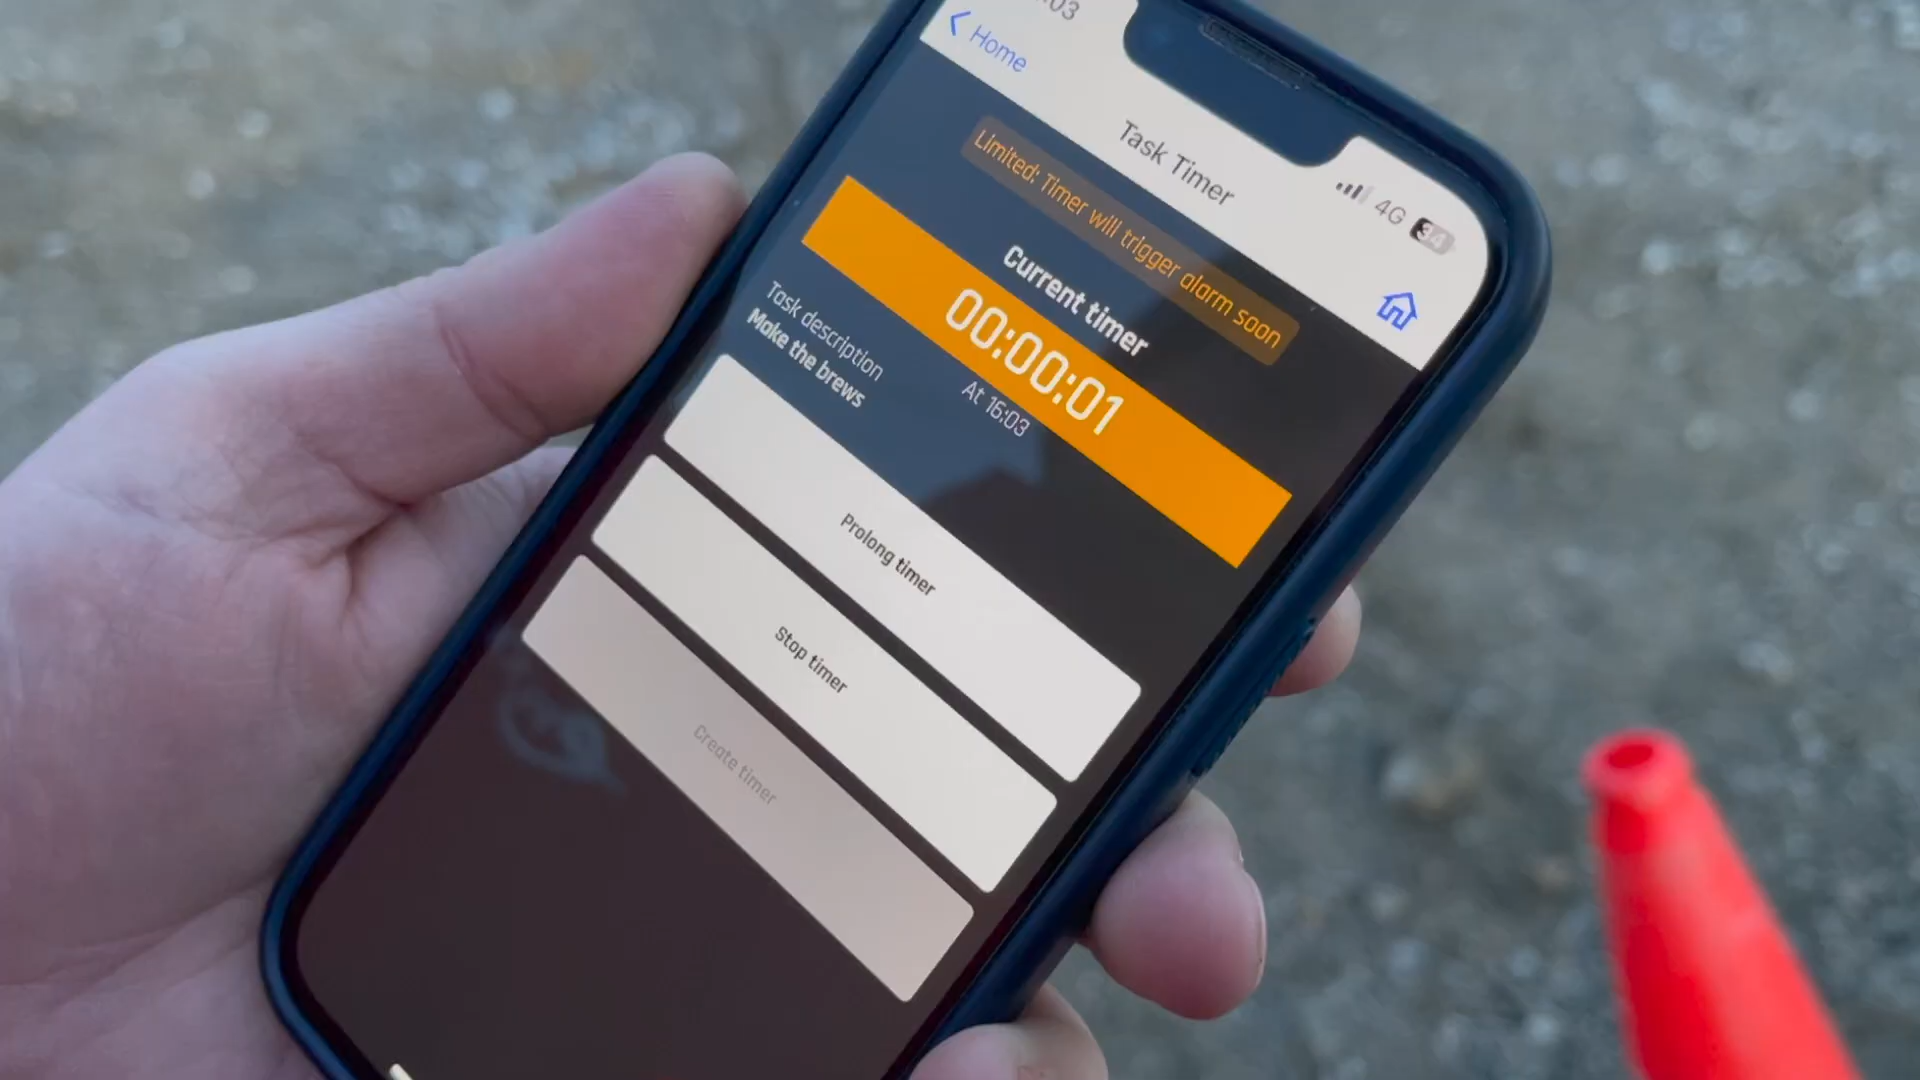 Home
Task Timer
4G 34
Limited: Timer will trigger alarm soon
Current timer
00:00:01
At 16:03
Task description
Make the brews
Prolong timer
Stop timer
Create timer